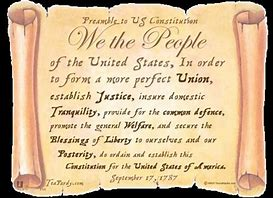 Preamble to US Constitution
We the People
of the United States, In order
to form a more perfect Union,
establish Justice, insure domestic
Tranquility, provide for the common defence,
promote the general Welfare, and secure the
Blessings of Liberty to ourselves and our
Posterity, do ordain and establish this
Constitution for the United States of America.
September 17, 1787